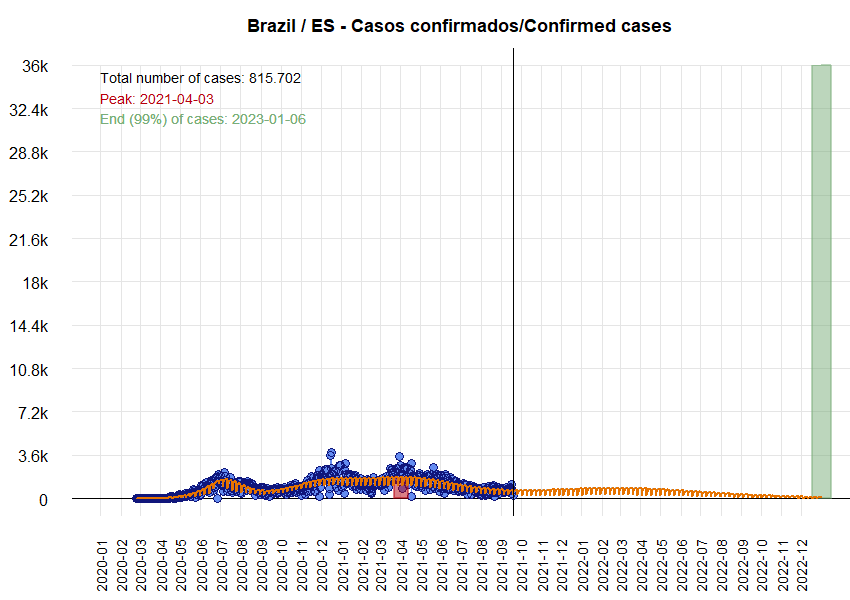 Brazil / ES - Casos confirmados/Confirmed cases
36k
32.4k
28.8k
25.2k
21.6k
18k
14.4k
10.8k
7.2k
3.6k
0
Total number of cases: 815.702
Peak: 2021-04-03
End (99%) of cases: 2023-01-06
2020-01
2020-02
2020-03
2020-04
2020-05
2020-06
2020-07
2020-08
2020-09
2020-10
2020-11
2020-12
2021-01
2021-02
2021-03
2021-04
2021-05
2021-06
2021-07
2021-08
2021-09
2021-10
2021-11
2021-12
2022-01
2022-02
2022-03
2022-04
2022-05
2022-06
2022-07
2022-08
2022-09
2022-10
2022-11
2022-12